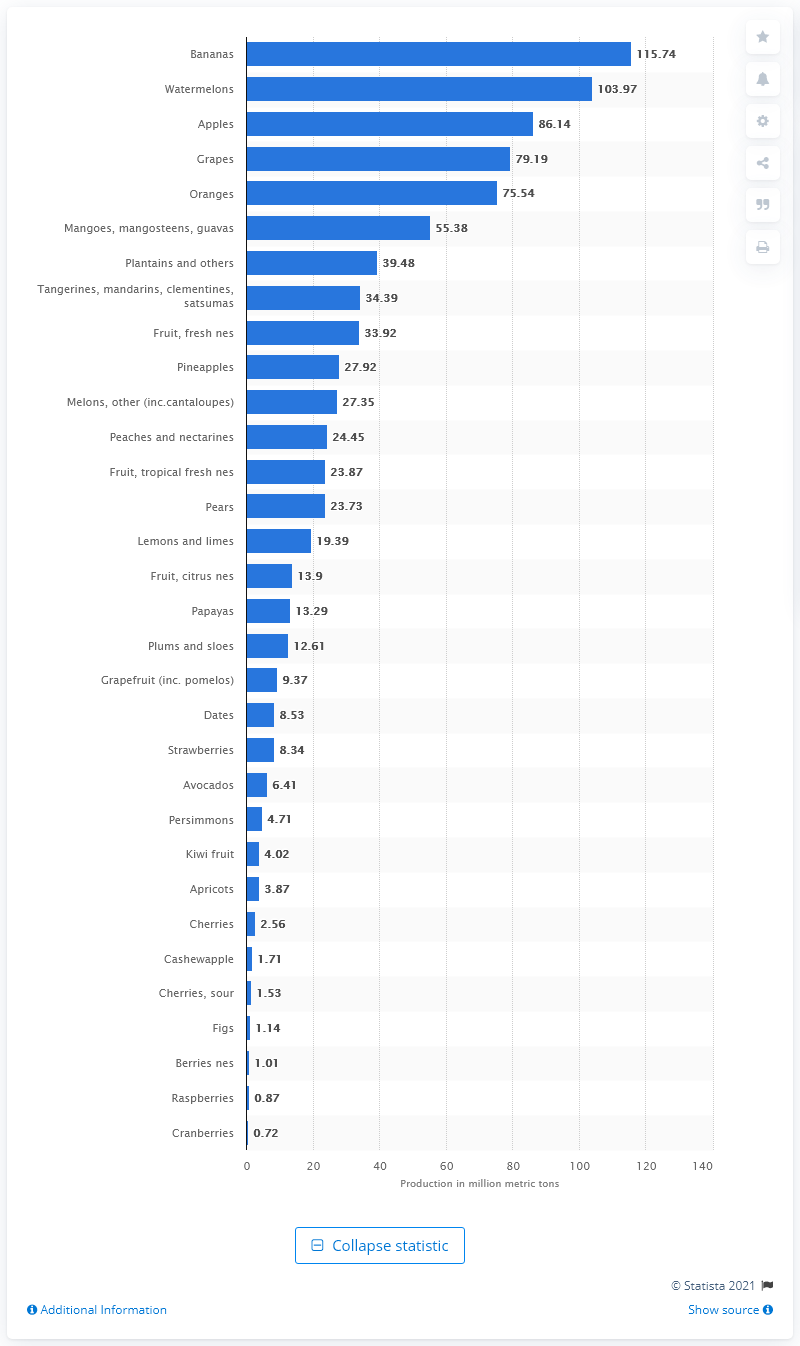 Bananas 115.74
Watermelons 103.97
Apples 86.14
Grapes 79.19
Oranges 75.54
Mangoes, mangosteens, guavas 55.38
Plantains and others 39.48
Tangerines, mandarins, clementines,
satsumas 34.39
Fruit, fresh nes 33.92
Pineapples 27.92
Melons, other (inc.cantaloupes) 27.35
Peaches and nectarines 24.45
Fruit, tropical fresh nes 23.87
Pears 23.73
Lemons and limes 19.39
Fruit, citrus nes 13.9
Papayas 13.29
Plums and sloes 12.61
Grapefruit (inc. pomelos) 9.37
Dates 8.53
Strawberries 8.34
Avocados 6.41
Persimmons 4.71
Kiwi fruit 4.02
Apricots 3.87
Cherries 2.56
Cashewapple 1.71
Cherries, sour 1.53
Figs 1.14
Berries nes 1.01
Raspberries 0.87
Cranberries 0.72
0 20 40 60 80 100 120 140
Production in million metric tons
Collapse statistic
© Statista 2021
Additional Information Show source